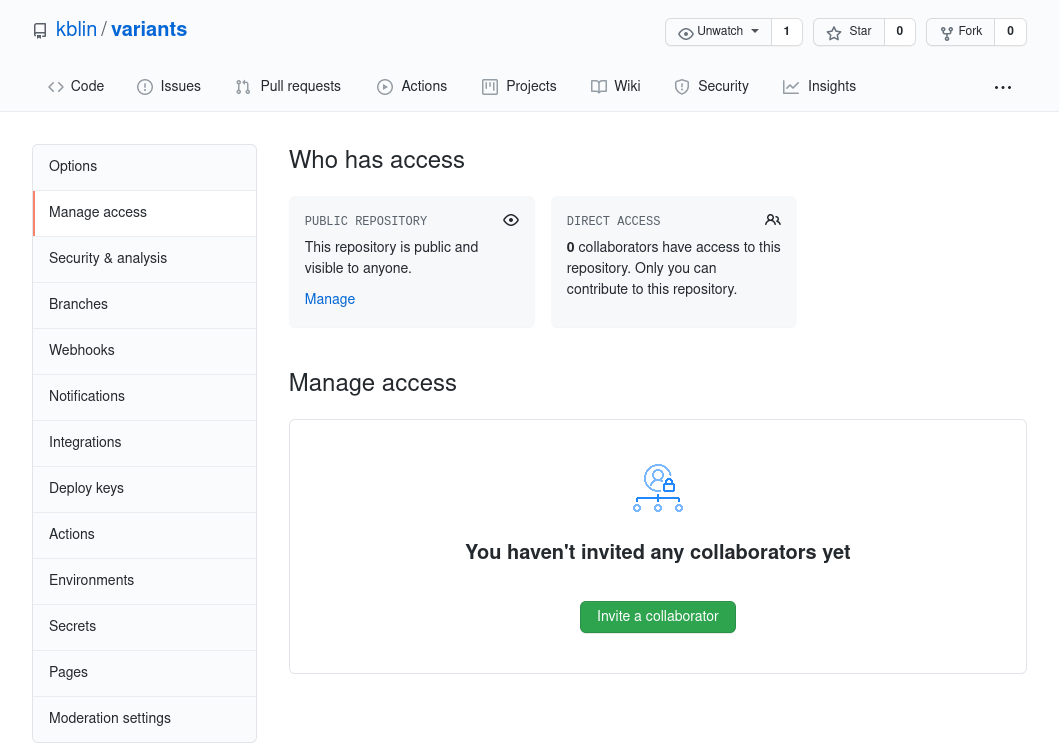 kblin / variants
Unwatch 1 Star 0 Fork 0
Code Issues Pull requests Actions Projects Wiki Security Insights
Options
Manage access
Security & analysis
Branches
Webhooks
Notifications
Integrations
Deploy keys
Actions
Environments
Secrets
Pages
Moderation settings
Who has access
PUBLIC REPOSITORY
This repository is public and
visible to anyone.
Manage
DIRECT ACCESS
0 collaborators have access to this
repository. Only you can
contribute to this repository.
Manage access
You haven't invited any collaborators yet
Invite a collaborator